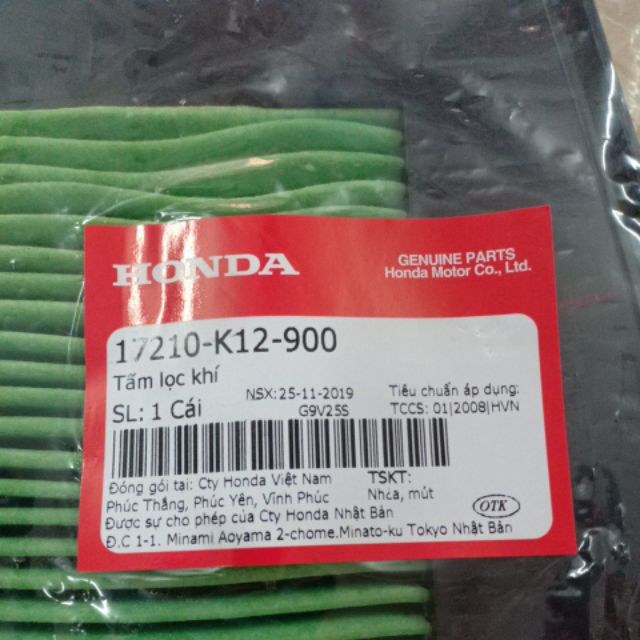 HONDA
GENUINE PARTS
Honda Motor Co., Ltd.
17210-K12-900
Tấm lọc khí
NSX:25-11-2019
Tiêu chuẩn áp dụng:
SL: 1 Cái
G9V25S
TCCS: 01|2008|HVN
Đóng gói tại: Cty Honda Việt Nam
TSKT:
Phúc Thắng, Phúc Yên, Vĩnh Phúc
Nhựa, mút
OTK
Được sự cho phép của Cty Honda Nhật Bản
Đ.C 1-1. Minami Aoyama 2-chome.Minato-ku Tokyo Nhật Bản